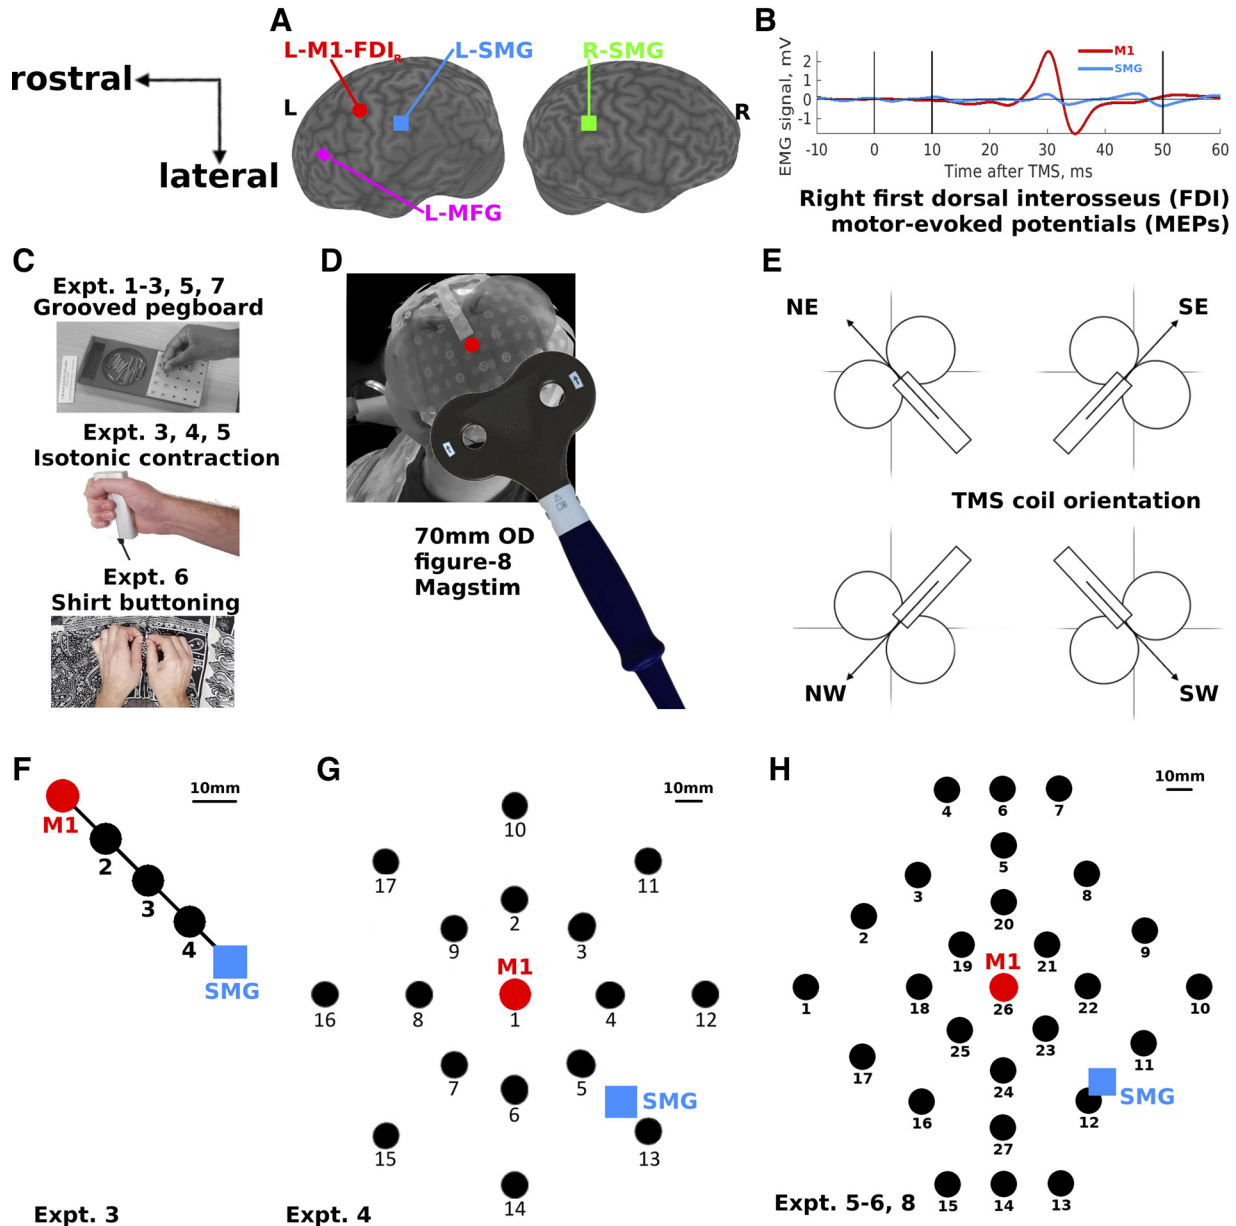 rostral
lateral
A
L-M1-FDI_R
L-SMG
R-SMG
L
R
L-MFG
B
EMG signal, mV
2
1
0
-1
M1
SMG
-10 0 10 20 30 40 50 60
Time after TMS, ms
Right first dorsal interosseus (FDI)
motor-evoked potentials (MEPs)
C
Expt. 1-3, 5, 7
Grooved pegboard
Expt. 3, 4, 5
Isotonic contraction
Expt. 6
Shirt buttoning
D
70mm OD
figure-8
Magstim
E
NE
SE
TMS coil orientation
NW
SW
F
10mm
M1
2
3
4
SMG
Expt. 3
G
10mm
10
17
11
2
9
3
M1
16
8
1
4
12
7
5
6
SMG
15
13
14
Expt. 4
H
10mm
4
6
7
5
3
8
20
2
9
19
M1
21
1
18
26
22
10
25
23
11
17
24
SMG
16
12
27
15
14
13
Expt. 5-6, 8